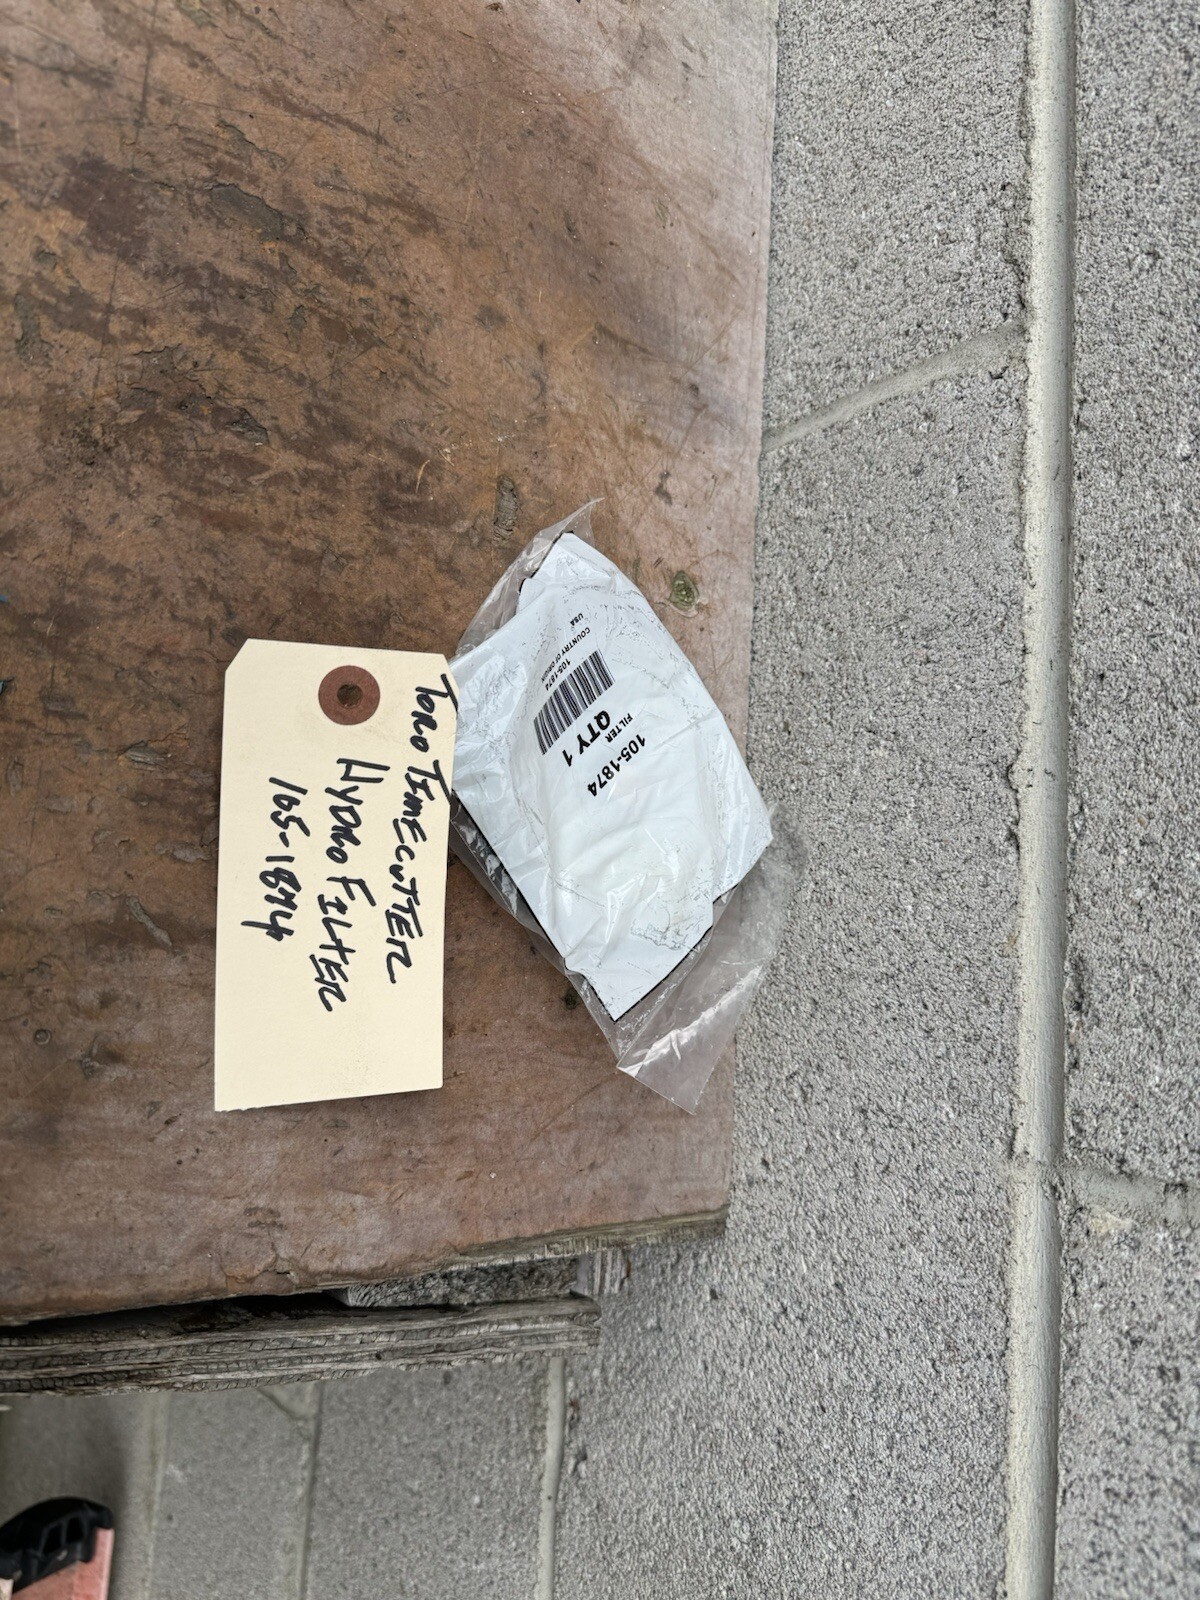 Toro TimECuTTER
HYDRO FiLTER
105-1874
105-1874
FILTER
QTY 1
105-1874
COUNTRY OF ORIGIN
USA